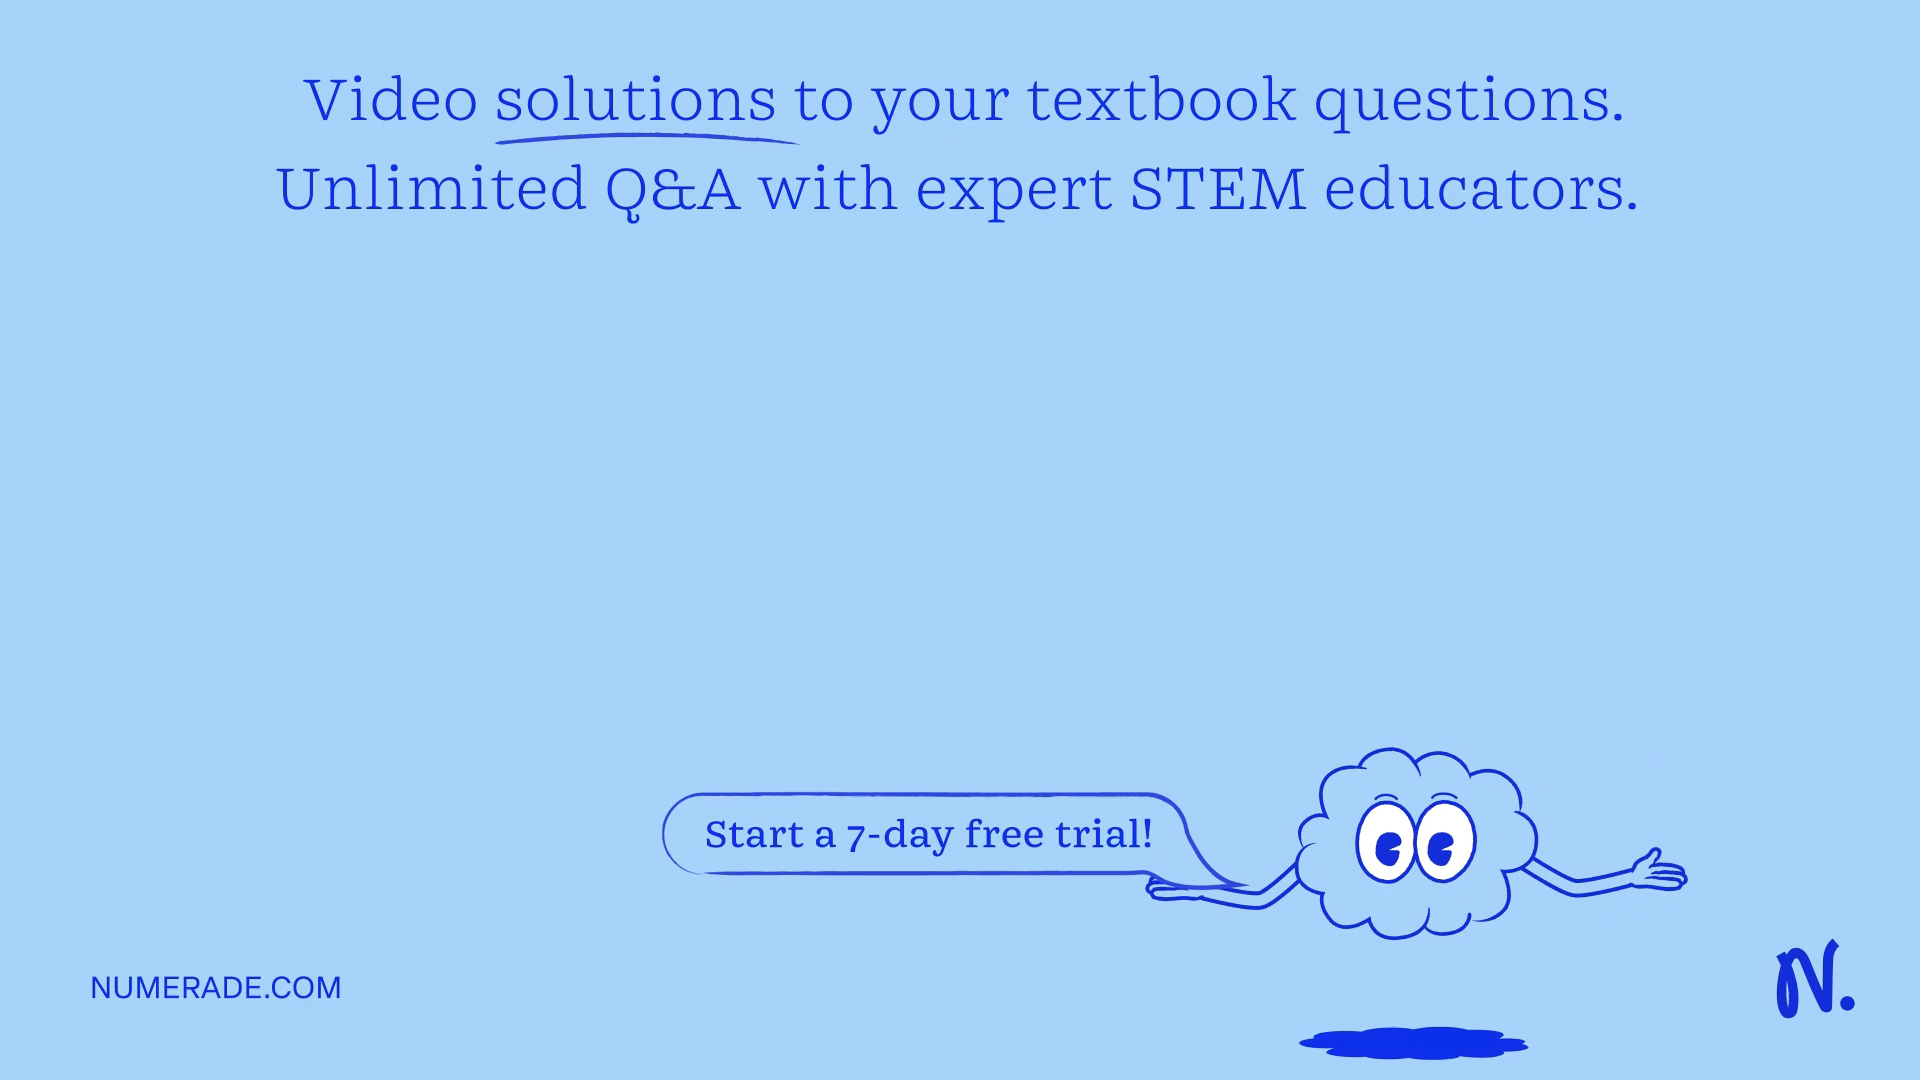 Video solutions to your textbook questions.
Unlimited Q&A with expert STEM educators.
Start a 7-day free trial!
NUMERADE.COM
N.